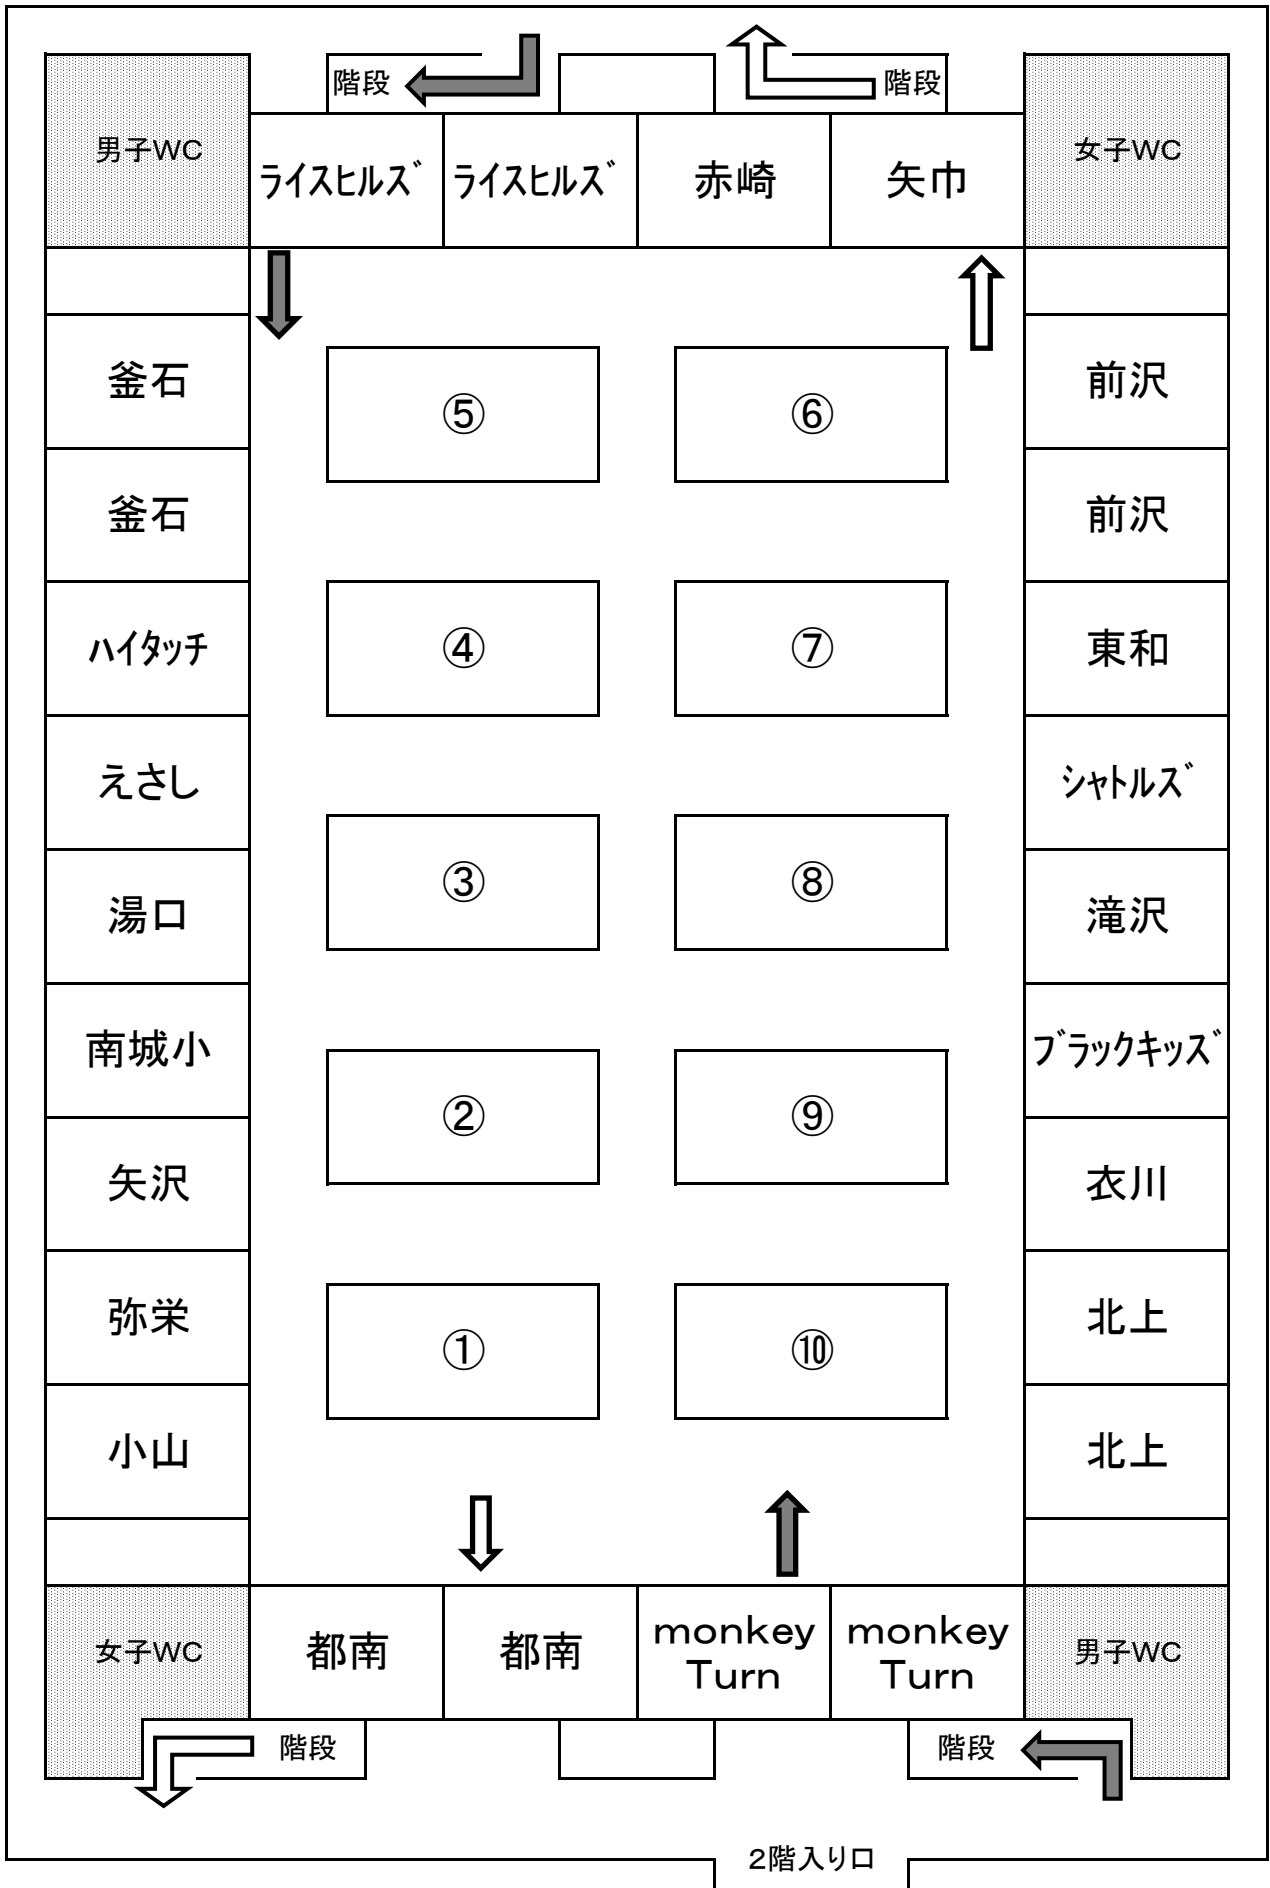 階段 階段
男子WC ﾗｲｽﾋﾙｽﾞ ﾗｲｽﾋﾙｽﾞ 赤崎 矢巾 女子WC
釜石 ⑤ ⑥ 前沢
釜石 前沢
ﾊｲﾀｯﾁ ④ ⑦ 東和
えさし ｼｬﾄﾙｽﾞ
湯口 ③ ⑧ 滝沢
南城小 ﾌﾞﾗｯｸｷｯｽﾞ
矢沢 ② ⑨ 衣川
弥栄 ① ⑩ 北上
小山 北上
女子WC 都南 都南 monkey Turn monkey Turn 男子WC
階段 階段
2階入り口